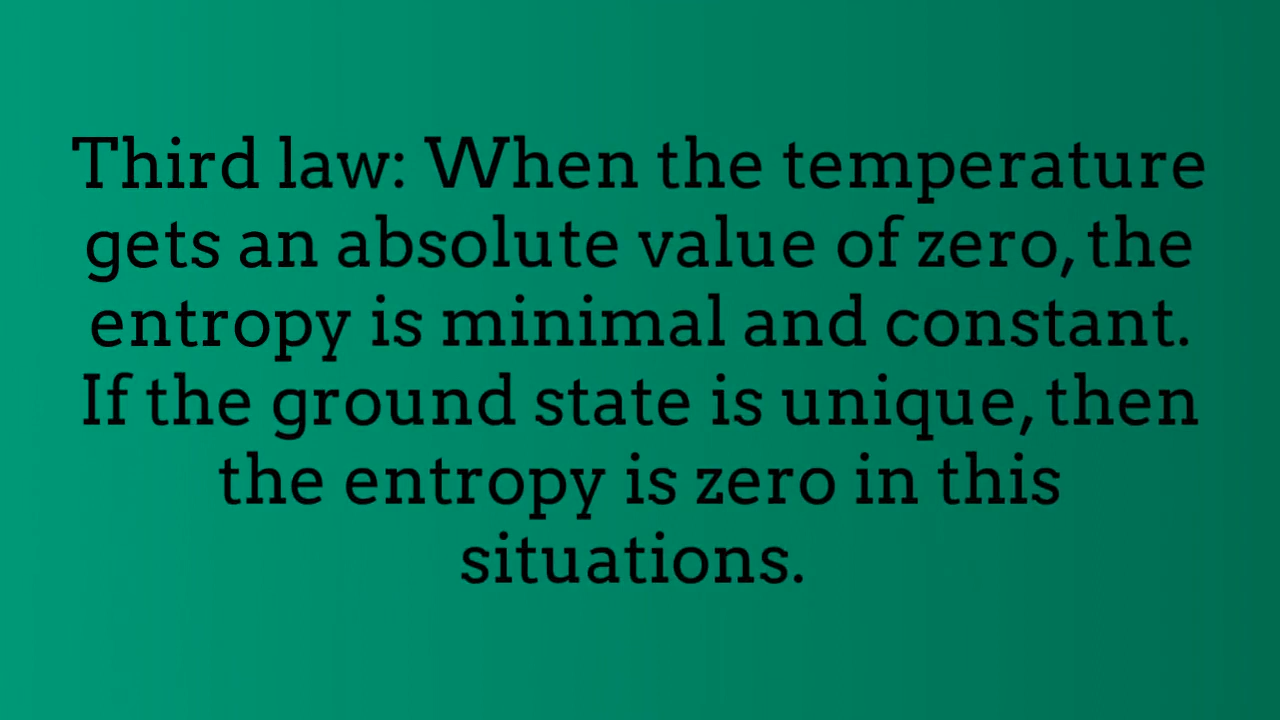 Third law: When the temperature
gets an absolute value of zero, the
entropy is minimal and constant.
If the ground state is unique, then
the entropy is zero in this
situations.